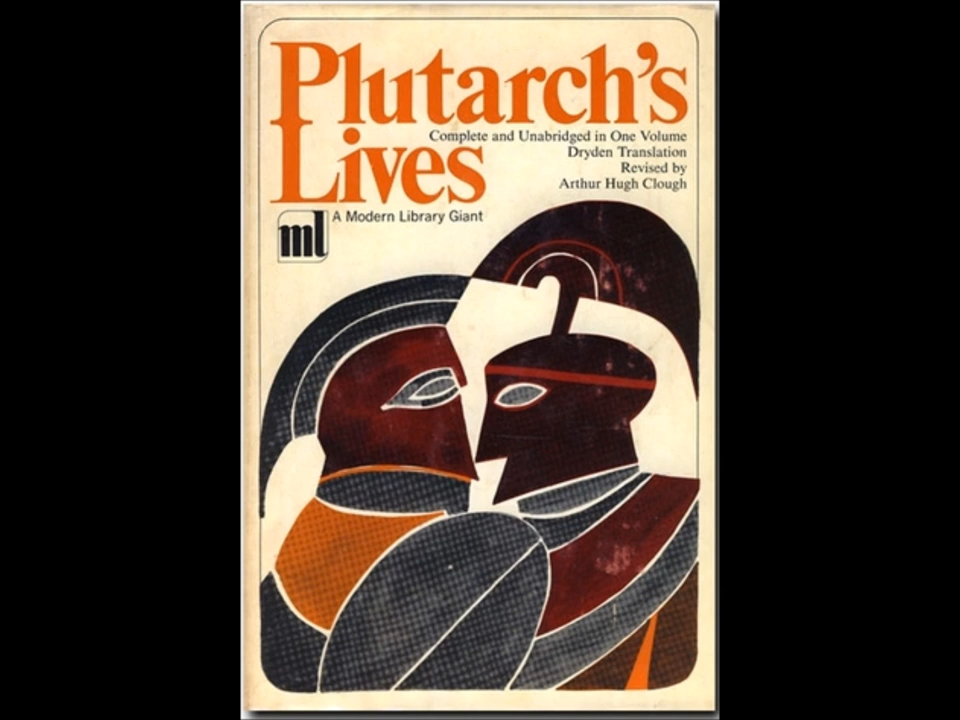 Plutarch's
Lives
Complete and Unabridged in One Volume
Dryden Translation
Revised by
Arthur Hugh Clough
ml
A Modern Library Giant